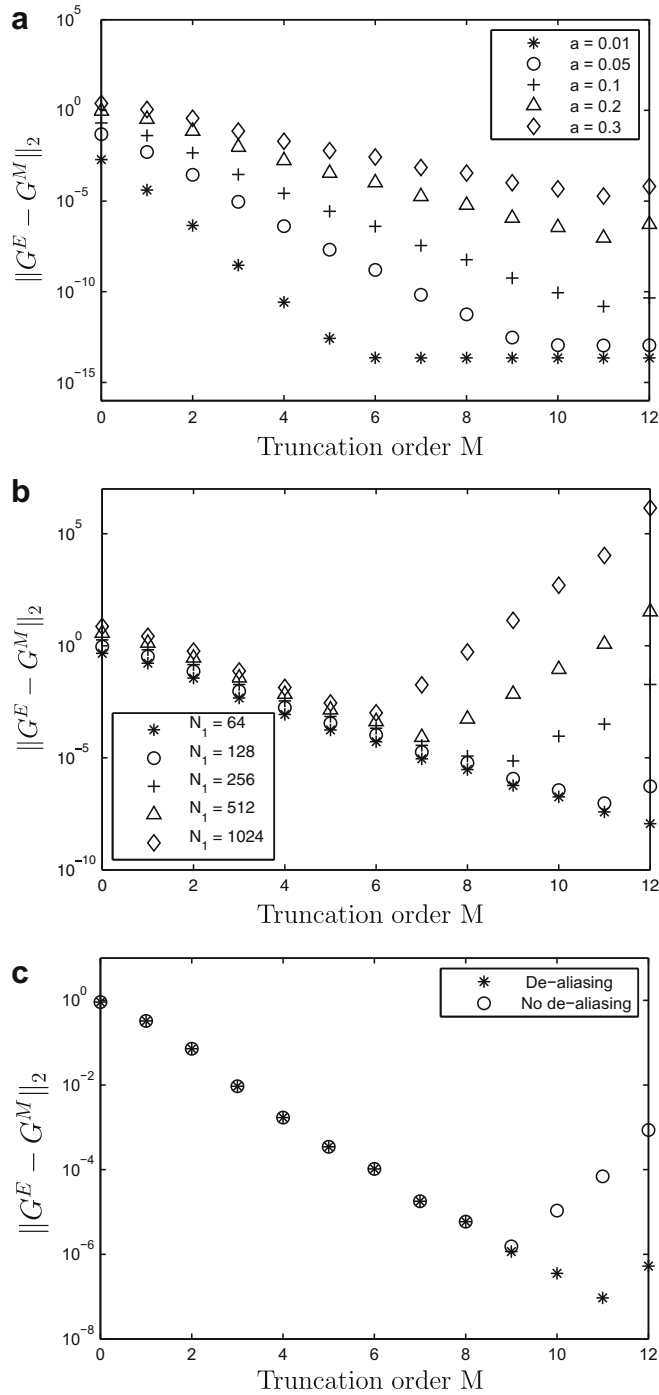 a
10^5
10^0
10^−5
10^−10
10^−15
||G^E − G^M||_2
a = 0.01
a = 0.05
a = 0.1
a = 0.2
a = 0.3
0 2 4 6 8 10 12
Truncation order M
b
10^5
10^0
10^−5
10^−10
||G^E − G^M||_2
N_1 = 64
N_1 = 128
N_1 = 256
N_1 = 512
N_1 = 1024
0 2 4 6 8 10 12
Truncation order M
c
10^0
10^−2
10^−4
10^−6
10^−8
||G^E − G^M||_2
De−aliasing
No de−aliasing
0 2 4 6 8 10 12
Truncation order M